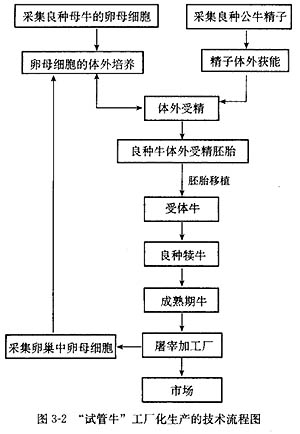 采集良种母牛的卵母细胞
采集良种公牛精子
卵母细胞的体外培养
精子体外获能
体外受精
良种牛体外受精胚胎
胚胎移植
受体牛
良种犊牛
成熟期牛
采集卵巢中卵母细胞
屠宰加工厂
市场
图 3-2 “试管牛”工厂化生产的技术流程图